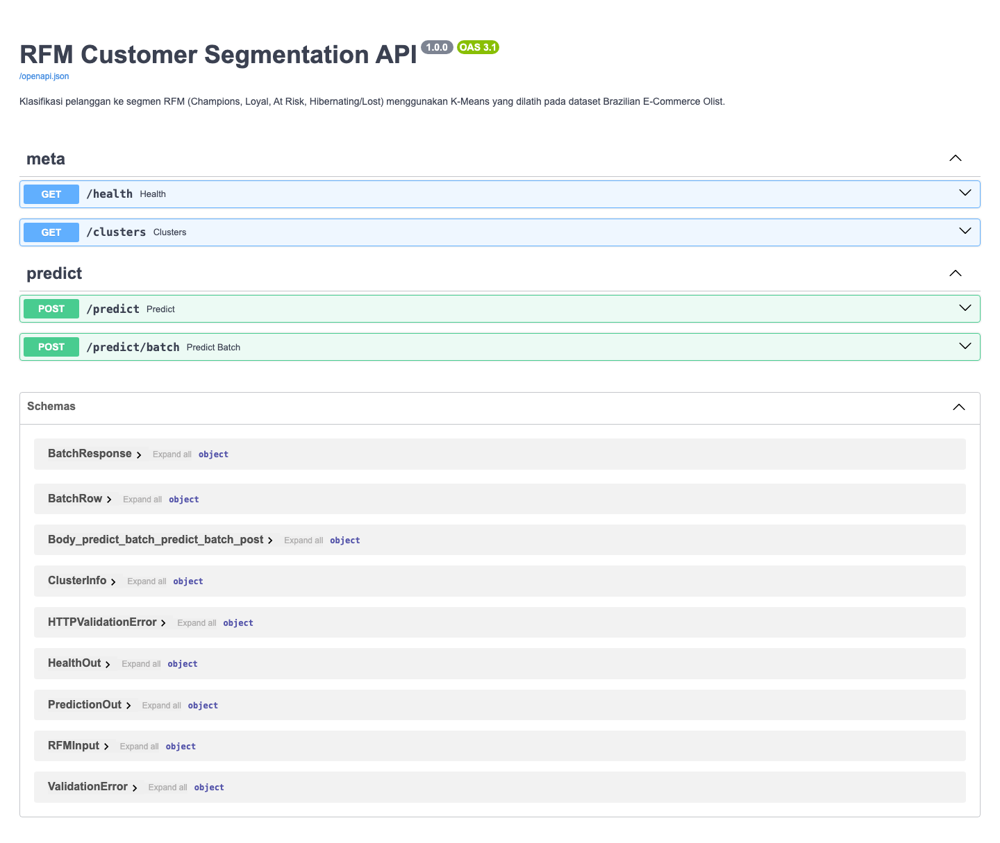 RFM Customer Segmentation API 1.0.0 OAS 3.1
/openapi.json
Klasifikasi pelanggan ke segmen RFM (Champions, Loyal, At Risk, Hibernating/Lost) menggunakan K-Means yang dilatih pada dataset Brazilian E-Commerce Olist.
meta
GET /health Health
GET /clusters Clusters
predict
POST /predict Predict
POST /predict/batch Predict Batch
Schemas
BatchResponse Expand all object
BatchRow Expand all object
Body_predict_batch_predict_batch_post Expand all object
ClusterInfo Expand all object
HTTPValidationError Expand all object
HealthOut Expand all object
PredictionOut Expand all object
RFMInput Expand all object
ValidationError Expand all object